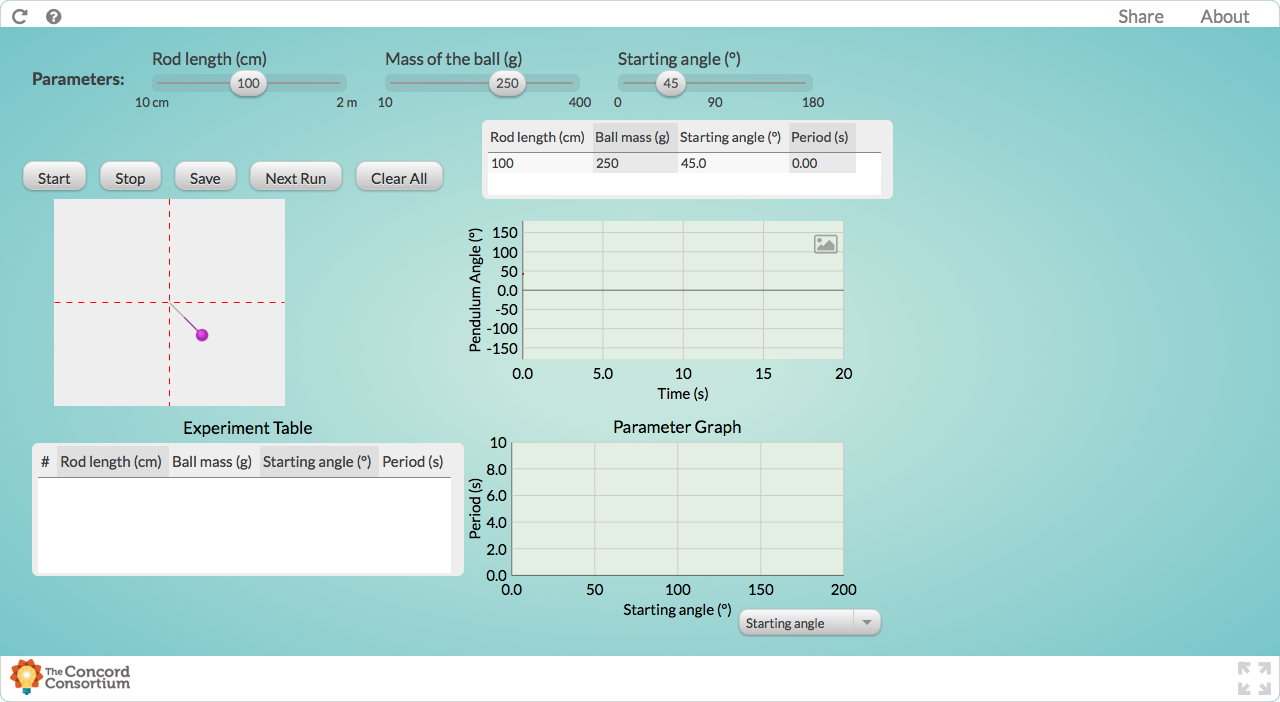 Share About
Parameters:
Rod length (cm)
100
10 cm 2 m
Mass of the ball (g)
250
10 400
Starting angle (º)
45
0 90 180
Rod length (cm) Ball mass (g) Starting angle (º) Period (s)
100 250 45.0 0.00
Start Stop Save Next Run Clear All
Pendulum Angle (º)
150
100
50
0.0
-50
-100
-150
0.0 5.0 10 15 20
Time (s)
Experiment Table
# Rod length (cm) Ball mass (g) Starting angle (º) Period (s)
Parameter Graph
Period (s)
10
8.0
6.0
4.0
2.0
0.0
0.0 50 100 150 200
Starting angle (º)
Starting angle
The Concord
Consortium